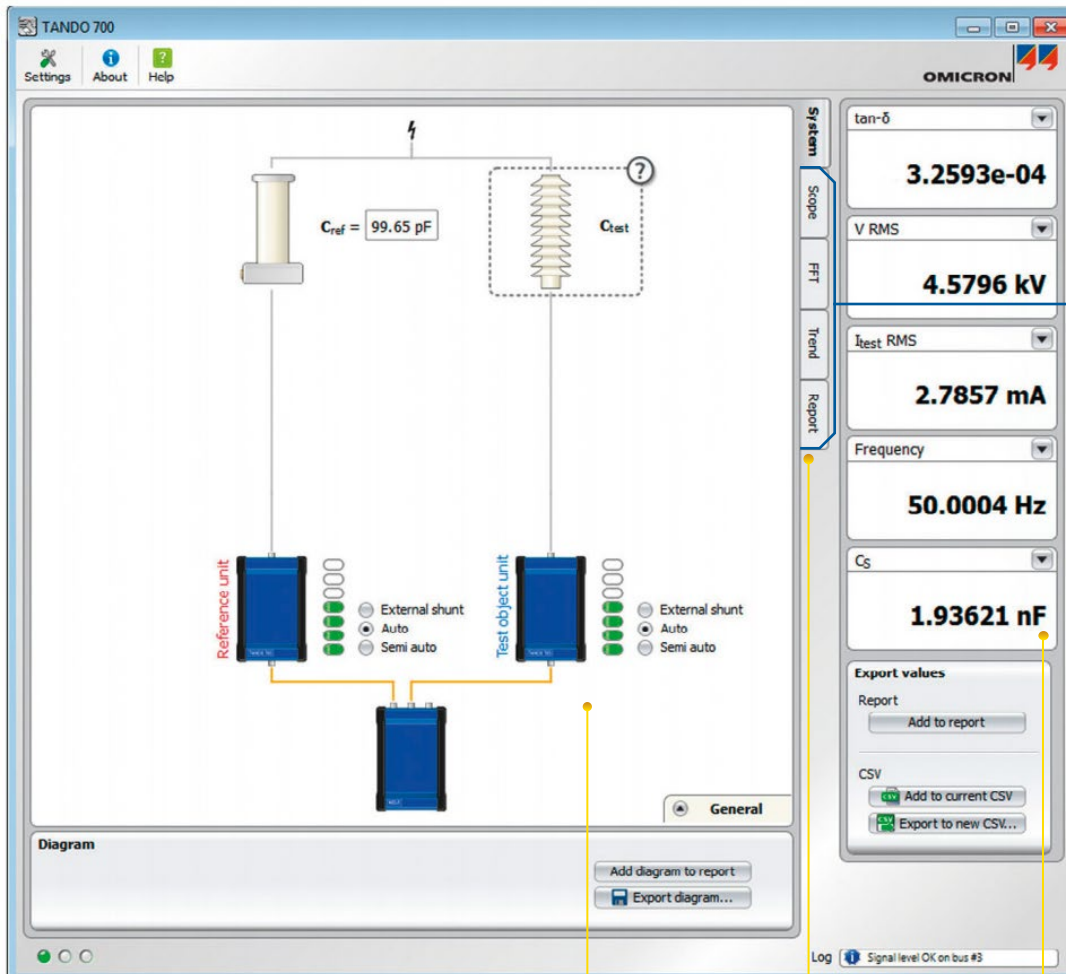 TANDO 700
Settings About Help
OMICRON
Cref = 99.65 pF
Ctest
?
Reference unit
External shunt
Auto
Semi auto
TANDO 700
Test object unit
External shunt
Auto
Semi auto
TANDO 700
General
Diagram
Add diagram to report
Export diagram...
System
Scope
FFT
Trend
Report
tan-δ
3.2593e-04
V RMS
4.5796 kV
Itest RMS
2.7857 mA
Frequency
50.0004 Hz
CS
1.93621 nF
Export values
Report
Add to report
CSV
Add to current CSV
Export to new CSV...
Log Signal level OK on bus #3